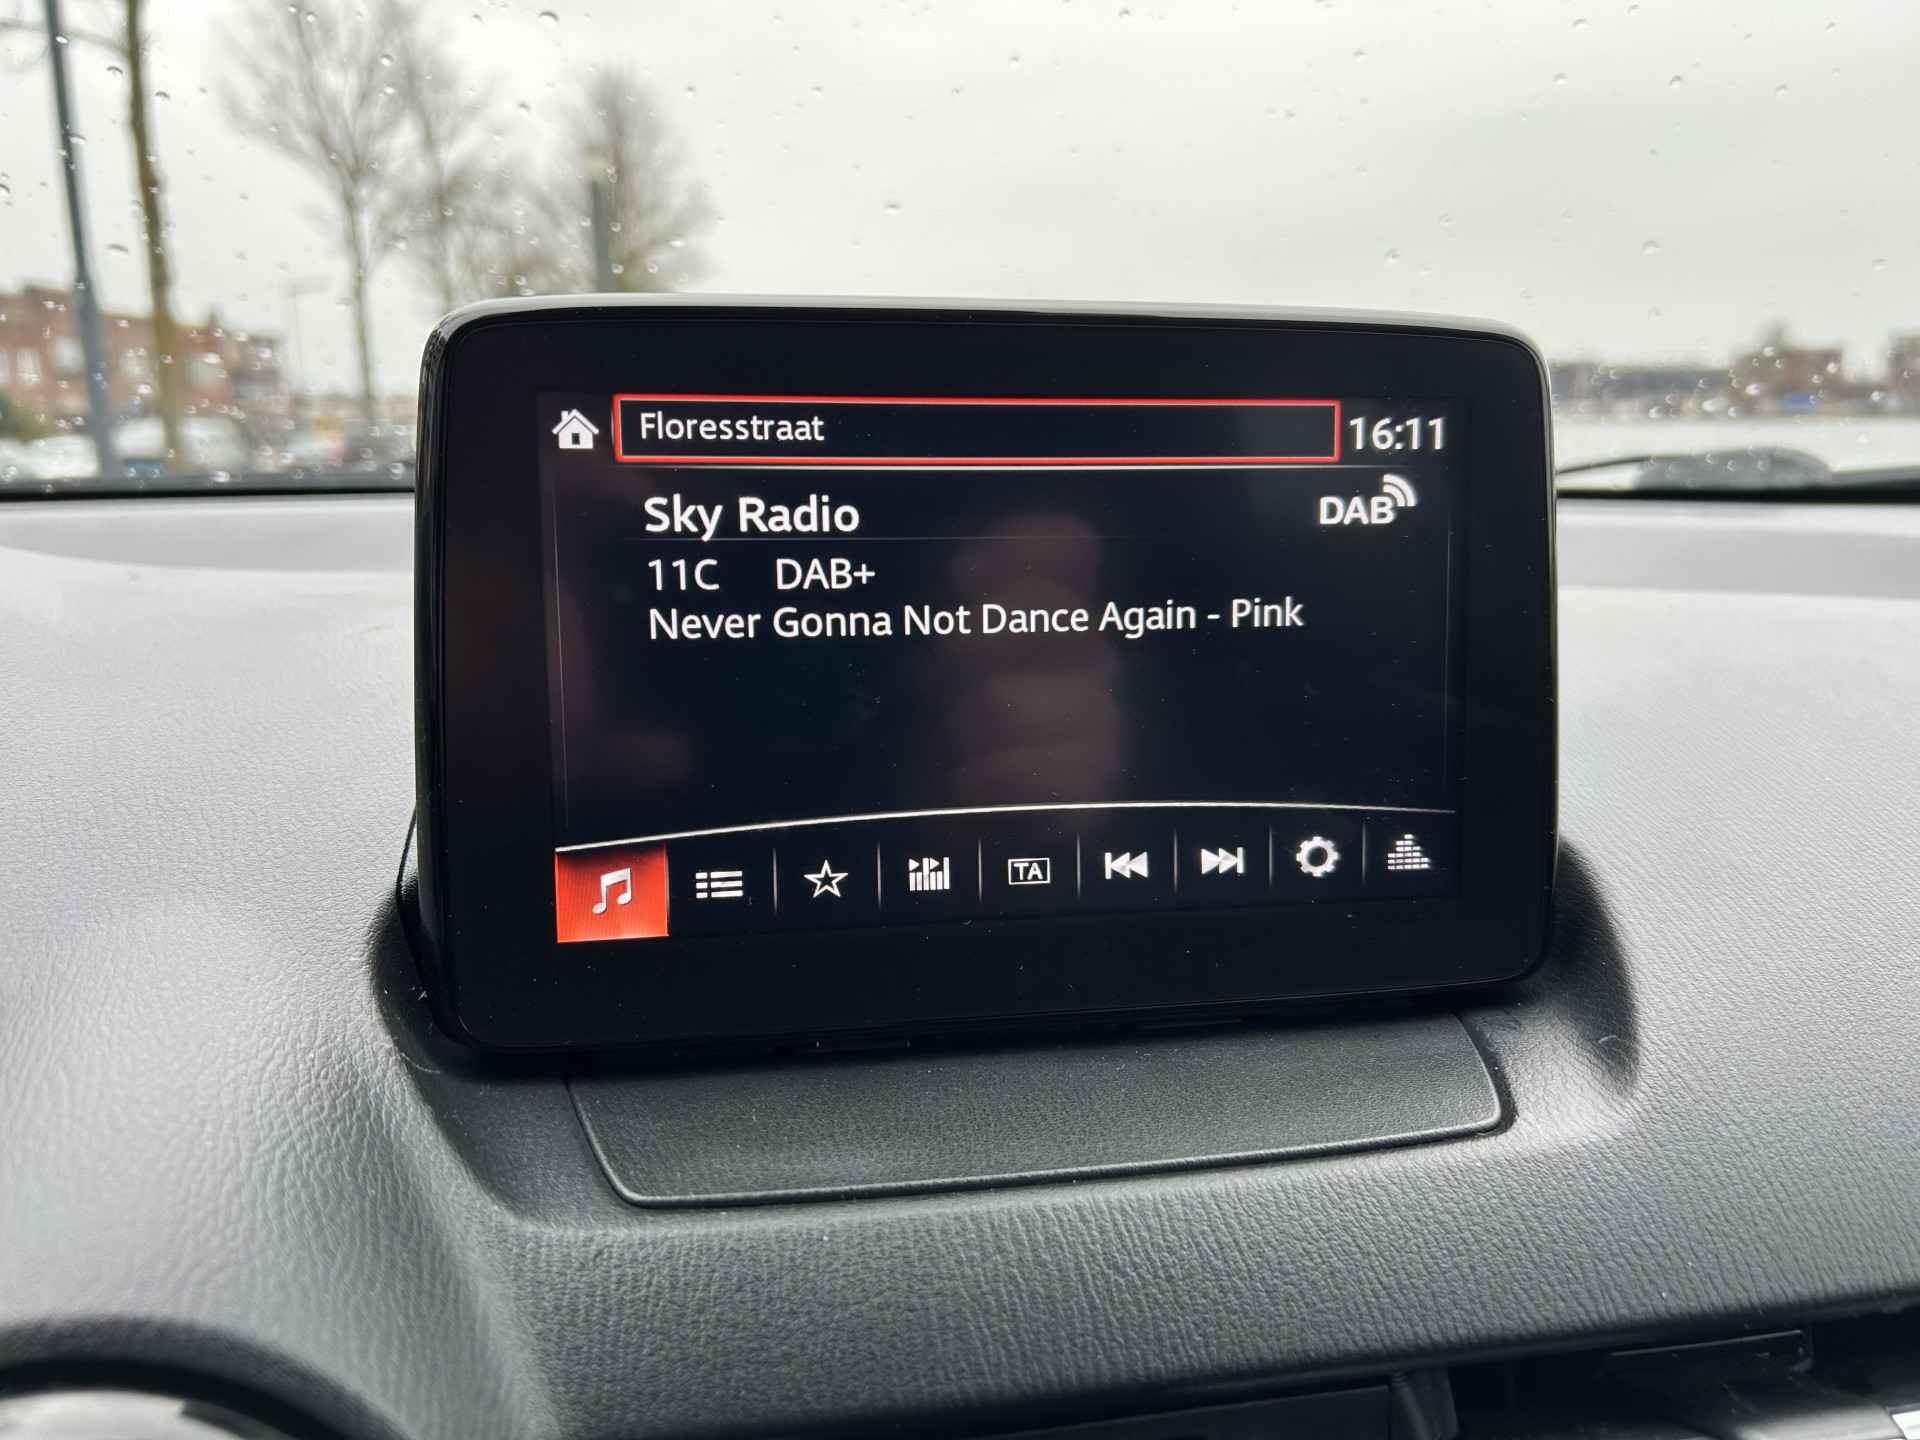 Floresstraat 16:11
Sky Radio DAB
11C DAB+
Never Gonna Not Dance Again - Pink
TA